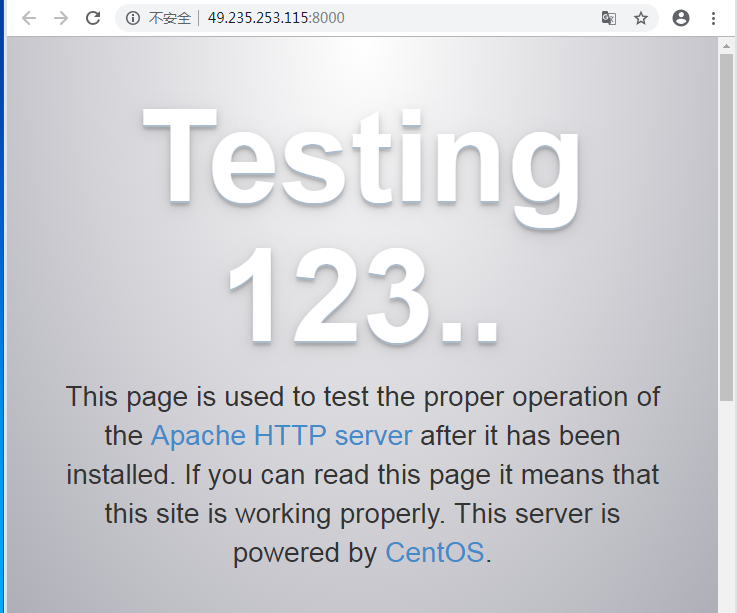 不安全 49.235.253.115:8000
Testing
123..
This page is used to test the proper operation of
the Apache HTTP server after it has been
installed. If you can read this page it means that
this site is working properly. This server is
powered by CentOS.